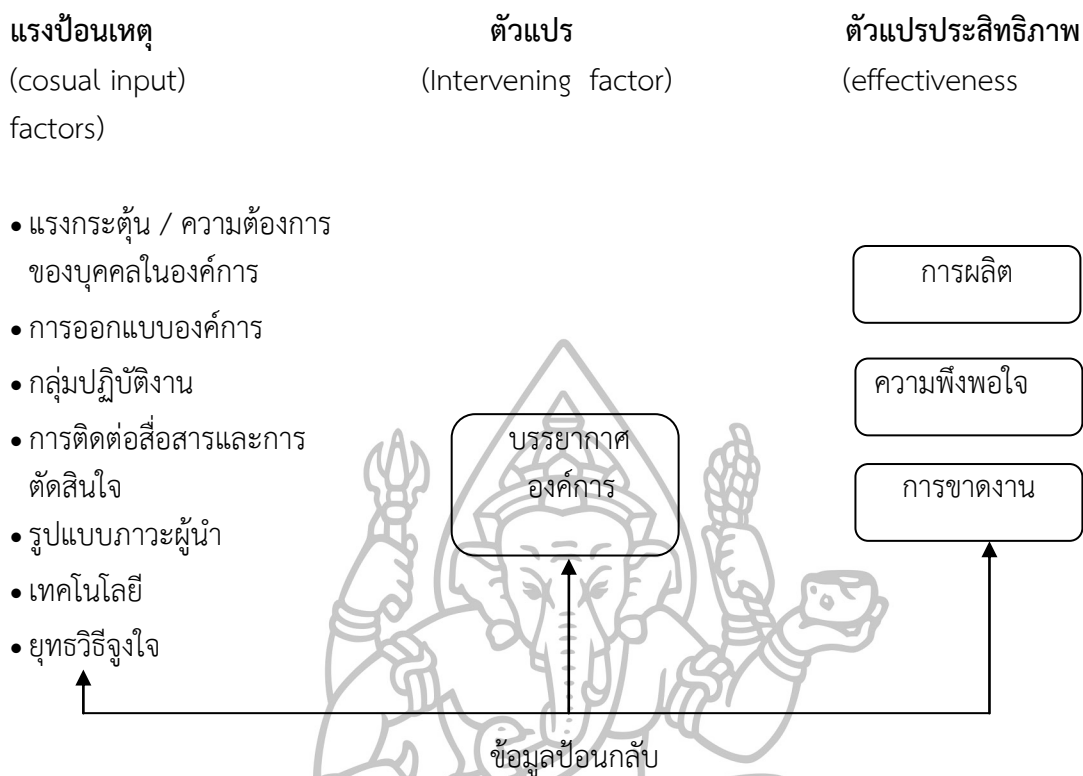 แรงป้อนเหตุ
(cosual input)
factors)
ตัวแปร
(Intervening factor)
ตัวแปรประสิทธิภาพ
(effectiveness
• แรงกระตุ้น / ความต้องการ
ของบุคคลในองค์การ
• การออกแบบองค์การ
• กลุ่มปฏิบัติงาน
• การติดต่อสื่อสารและการ
ตัดสินใจ
• รูปแบบภาวะผู้นำ
• เทคโนโลยี
• ยุทธวิธีจูงใจ
บรรยากาศ
องค์การ
การผลิต
ความพึงพอใจ
การขาดงาน
ข้อมูลป้อนกลับ